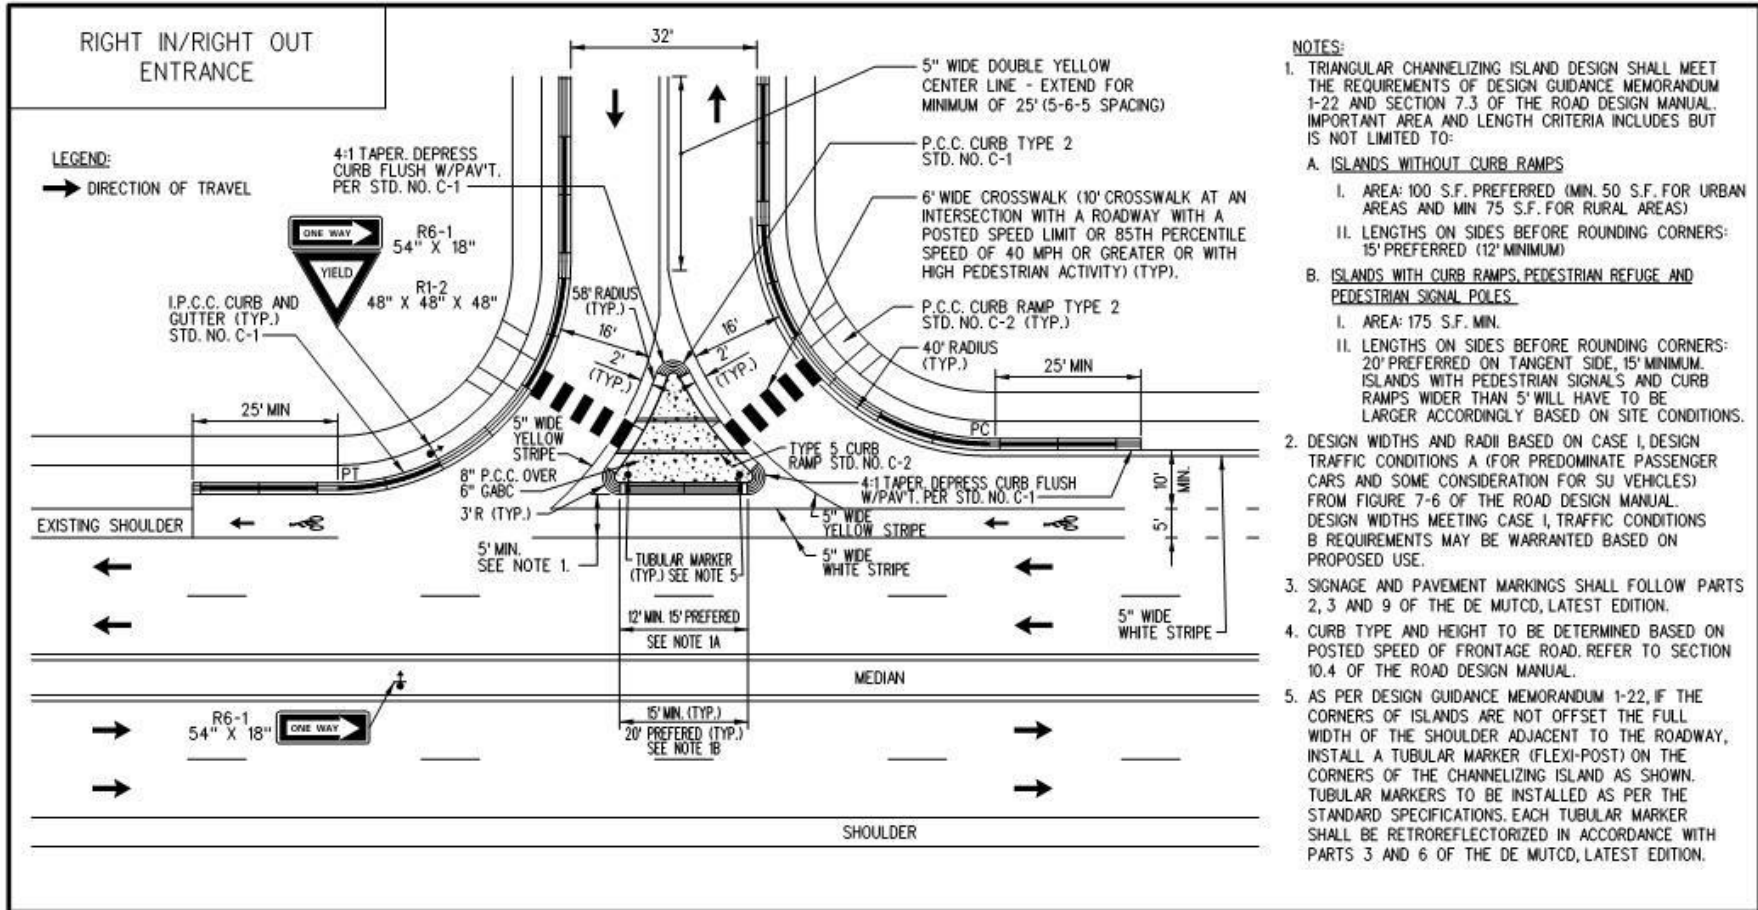 RIGHT IN/RIGHT OUT
ENTRANCE
LEGEND:
DIRECTION OF TRAVEL
ONE WAY
R6-1
54" X 18"
YIELD
R1-2
48" X 48" X 48"
4:1 TAPER. DEPRESS
CURB FLUSH W/PAV'T.
PER STD. NO. C-1
I.P.C.C. CURB AND
GUTTER (TYP.)
STD. NO. C-1
32'
5" WIDE DOUBLE YELLOW
CENTER LINE - EXTEND FOR
MINIMUM OF 25' (5-6-5 SPACING)
P.C.C. CURB TYPE 2
STD. NO. C-1
6' WIDE CROSSWALK (10' CROSSWALK AT AN
INTERSECTION WITH A ROADWAY WITH A
POSTED SPEED LIMIT OR 85TH PERCENTILE
SPEED OF 40 MPH OR GREATER OR WITH
HIGH PEDESTRIAN ACTIVITY) (TYP).
P.C.C. CURB RAMP TYPE 2
STD. NO. C-2 (TYP.)
40' RADIUS
(TYP.)
58' RADIUS
(TYP.)
16'
2'
(TYP.)
16'
2'
(TYP.)
25' MIN
25' MIN
PT
PC
5" WIDE
YELLOW
STRIPE
8" P.C.C. OVER
6" GABC
3' R (TYP.)
TYPE 5 CURB
RAMP STD. NO. C-2
4:1 TAPER. DEPRESS CURB FLUSH
W/PAV'T. PER STD. NO. C-1
10'
MIN.
5'
EXISTING SHOULDER
5" WIDE
YELLOW STRIPE
5' MIN.
SEE NOTE 1.
TUBULAR MARKER
(TYP.) SEE NOTE 5
5" WIDE
WHITE STRIPE
12' MIN. 15' PREFERED
SEE NOTE 1A
5" WIDE
WHITE STRIPE
MEDIAN
R6-1
54" X 18"
ONE WAY
15' MIN. (TYP.)
20' PREFERED (TYP.)
SEE NOTE 1B
SHOULDER
NOTES:
1. TRIANGULAR CHANNELIZING ISLAND DESIGN SHALL MEET
THE REQUIREMENTS OF DESIGN GUIDANCE MEMORANDUM
1-22 AND SECTION 7.3 OF THE ROAD DESIGN MANUAL.
IMPORTANT AREA AND LENGTH CRITERIA INCLUDES BUT
IS NOT LIMITED TO:
A. ISLANDS WITHOUT CURB RAMPS
I. AREA: 100 S.F. PREFERRED (MIN. 50 S.F. FOR URBAN
AREAS AND MIN 75 S.F. FOR RURAL AREAS)
II. LENGTHS ON SIDES BEFORE ROUNDING CORNERS:
15' PREFERRED (12' MINIMUM)
B. ISLANDS WITH CURB RAMPS, PEDESTRIAN REFUGE AND
PEDESTRIAN SIGNAL POLES
I. AREA: 175 S.F. MIN.
II. LENGTHS ON SIDES BEFORE ROUNDING CORNERS:
20' PREFERRED ON TANGENT SIDE, 15' MINIMUM.
ISLANDS WITH PEDESTRIAN SIGNALS AND CURB
RAMPS WIDER THAN 5' WILL HAVE TO BE
LARGER ACCORDINGLY BASED ON SITE CONDITIONS.
2. DESIGN WIDTHS AND RADII BASED ON CASE I, DESIGN
TRAFFIC CONDITIONS A (FOR PREDOMINATE PASSENGER
CARS AND SOME CONSIDERATION FOR SU VEHICLES)
FROM FIGURE 7-6 OF THE ROAD DESIGN MANUAL.
DESIGN WIDTHS MEETING CASE I, TRAFFIC CONDITIONS
B REQUIREMENTS MAY BE WARRANTED BASED ON
PROPOSED USE.
3. SIGNAGE AND PAVEMENT MARKINGS SHALL FOLLOW PARTS
2, 3 AND 9 OF THE DE MUTCD, LATEST EDITION.
4. CURB TYPE AND HEIGHT TO BE DETERMINED BASED ON
POSTED SPEED OF FRONTAGE ROAD. REFER TO SECTION
10.4 OF THE ROAD DESIGN MANUAL.
5. AS PER DESIGN GUIDANCE MEMORANDUM 1-22, IF THE
CORNERS OF ISLANDS ARE NOT OFFSET THE FULL
WIDTH OF THE SHOULDER ADJACENT TO THE ROADWAY,
INSTALL A TUBULAR MARKER (FLEXI-POST) ON THE
CORNERS OF THE CHANNELIZING ISLAND AS SHOWN.
TUBULAR MARKERS TO BE INSTALLED AS PER THE
STANDARD SPECIFICATIONS. EACH TUBULAR MARKER
SHALL BE RETROREFLECTORIZED IN ACCORDANCE WITH
PARTS 3 AND 6 OF THE DE MUTCD, LATEST EDITION.